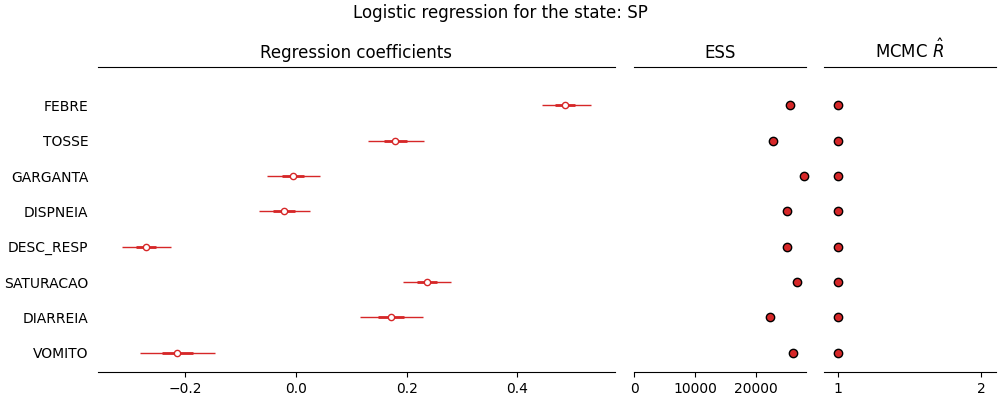 Logistic regression for the state: SP
Regression coefficients
ESS
MCMC R̂
FEBRE
TOSSE
GARGANTA
DISPNEIA
DESC_RESP
SATURACAO
DIARREIA
VOMITO
−0.2 0.0 0.2 0.4
0 10000 20000
1 2